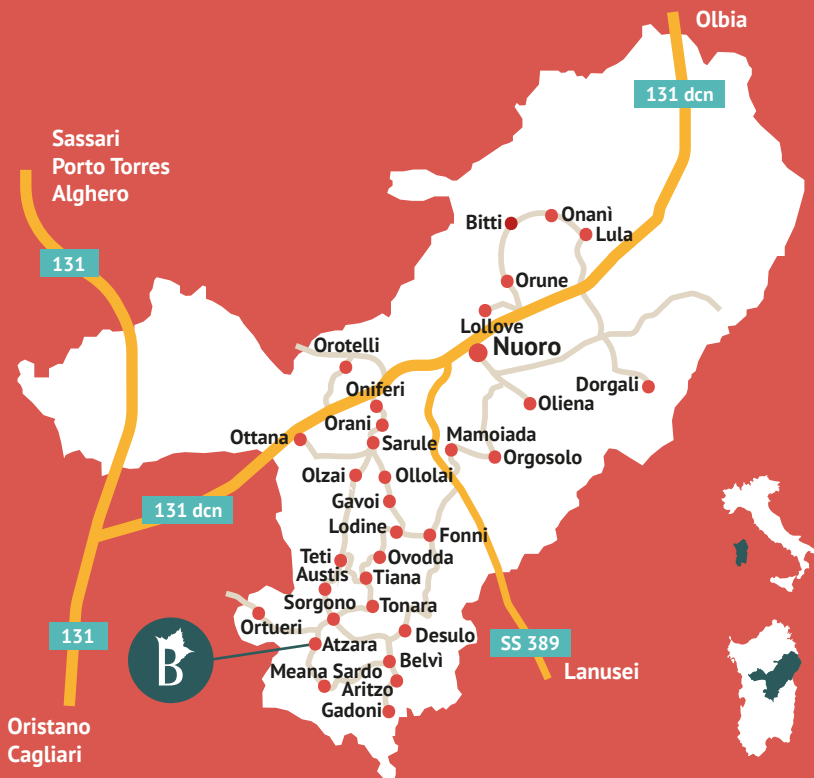 Olbia
131 dcn
Sassari
Porto Torres
Alghero
131
Bitti
Onanì
Lula
Orune
Lollove
Nuoro
Orotelli
Oniferi
Dorgali
Oliena
Orani
Ottana
Sarule
Mamoiada
Orgosolo
Olzai
Ollolai
Gavoi
131 dcn
Lodine
Fonni
Teti
Ovodda
Austis
Tiana
Sorgono
Tonara
Ortueri
131
Desulo
SS 389
Atzara
B
Belvì
Lanusei
Meana Sardo
Aritzo
Gadoni
Oristano
Cagliari